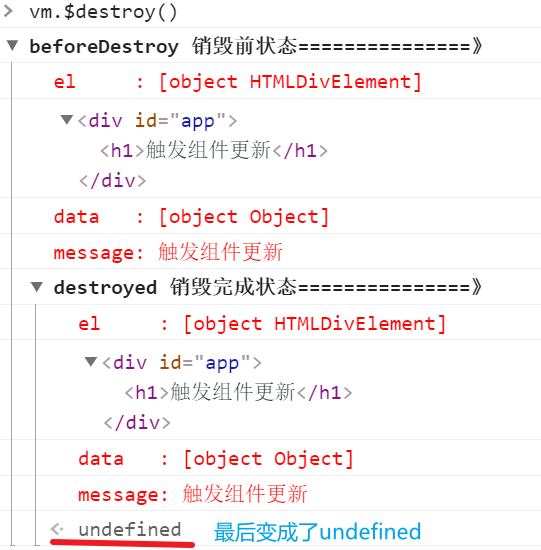 > vm.$destroy()
▼ beforeDestroy 销毁前状态===============》
el     : [object HTMLDivElement]
▼<div id="app">
<h1>触发组件更新</h1>
</div>
data   : [object Object]
message: 触发组件更新
▼ destroyed 销毁完成状态===============》
el     : [object HTMLDivElement]
▼<div id="app">
<h1>触发组件更新</h1>
</div>
data   : [object Object]
message: 触发组件更新
undefined 最后变成了undefined